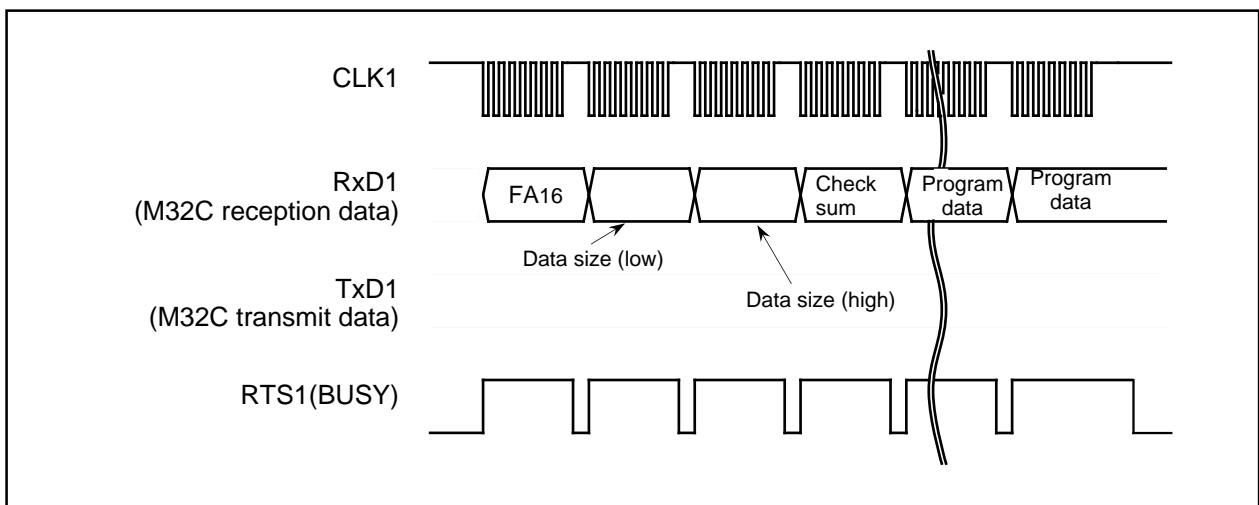 CLK1
RxD1
(M32C reception data)
FA16
Check
sum
Program
data
Program
data
Data size (low)
Data size (high)
TxD1
(M32C transmit data)
RTS1(BUSY)